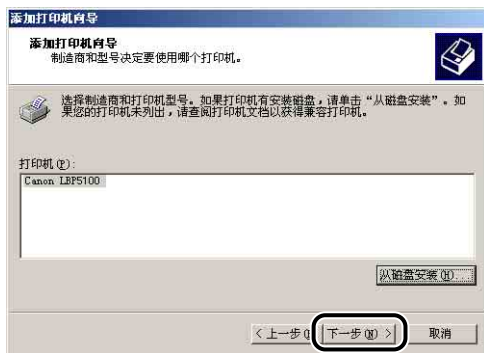 添加打印机向导
添加打印机向导
制造商和型号决定要使用哪个打印机。
选择制造商和打印机型号。如果打印机有安装磁盘，请单击“从磁盘安装”。如
果您的打印机未列出，请查阅打印机文档以获得兼容打印机。
打印机(P):
Canon LBP5100
从磁盘安装(H)...
<上一步 下一步(N) > 取消